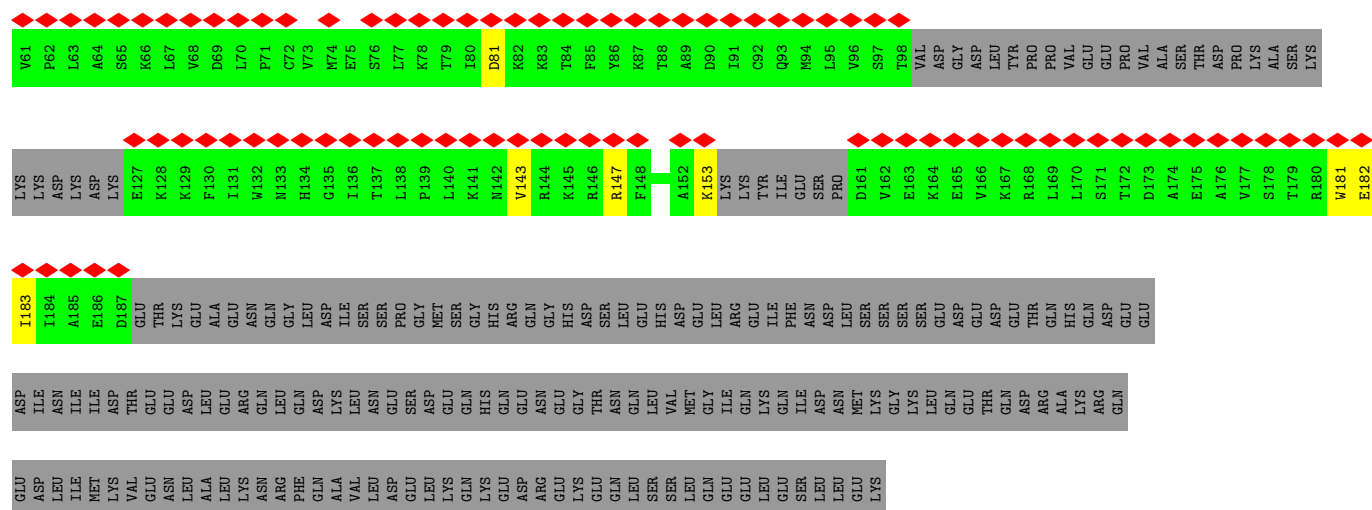 V61 P62 L63 A64 S65 K66 L67 V68 D69 L70 P71 C72 V73 M74 E75 S76 L77 K78 T79 I80 D81 K82 K83 T84 F85 Y86 K87 T88 A89 D90 I91 C92 Q93 M94 L95 V96 S97 T98 VAL ASP GLY ASP LEU TYR PRO PRO VAL GLU GLU PRO VAL ALA SER THR ASP PRO LYS ALA SER LYS
LYS LYS ASP LYS ASP LYS E127 K128 K129 F130 I131 W132 N133 H134 G135 I136 T137 L138 P139 L140 K141 N142 V143 R144 K145 R146 R147 F148 A152 K153 LYS LYS TYR ILE GLU SER PRO D161 V162 E163 K164 E165 V166 K167 R168 L169 L170 S171 T172 D173 A174 E175 A176 V177 S178 T179 R180 W181 E182
I183 I184 A185 E186 D187 GLU THR LYS GLU ALA GLU ASN GLN GLY LEU ASP ILE SER SER PRO GLY MET SER GLY HIS ARG GLN GLY HIS ASP SER LEU GLU HIS ASP GLU LEU ARG GLU ILE PHE ASN ASP LEU SER SER SER SER GLU ASP GLU ASP GLU THR GLN HIS GLN ASP GLU GLU
ASP ILE ASN ILE ILE ASP THR GLU GLU ASP LEU GLU ARG GLN LEU GLN ASP LYS LEU ASN GLU SER ASP GLU GLN HIS GLN GLU ASN GLU GLY THR ASN GLN LEU VAL MET GLY ILE GLN LYS GLN ILE ASP ASN MET LYS GLY LYS LEU GLN GLU THR GLN ASP ARG ALA LYS ARG GLN
GLU ASP LEU ILE MET LYS VAL GLU ASN LEU ALA LEU LYS ASN ARG PHE GLN ALA VAL LEU ASP GLU LEU LYS GLN LYS GLU ASP ARG GLU LYS GLU GLN LEU SER SER LEU GLN GLU GLU LEU GLU SER LEU LEU GLU LYS